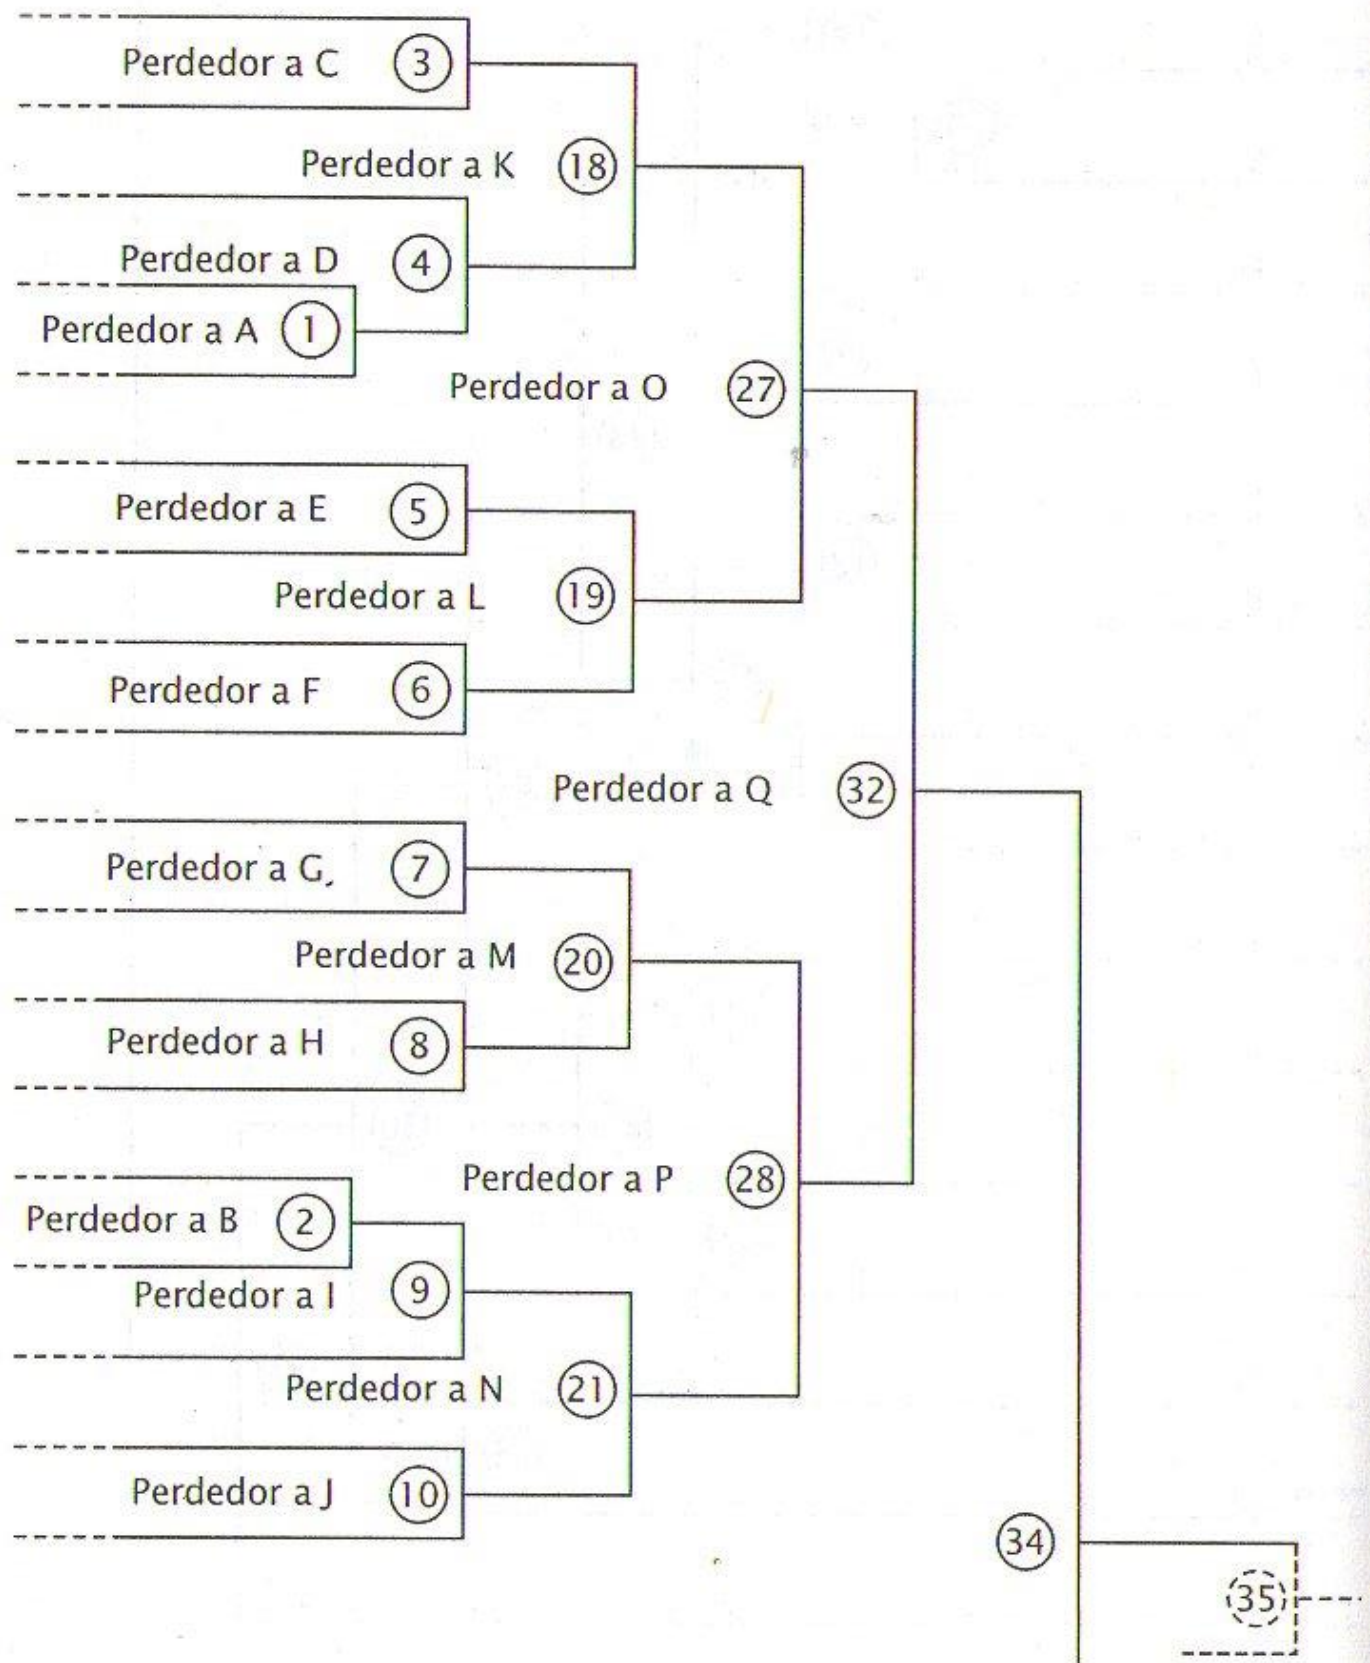 Perdedor a C 3
Perdedor a K 18
Perdedor a D 4
Perdedor a A 1
Perdedor a O 27
Perdedor a E 5
Perdedor a L 19
Perdedor a F 6
Perdedor a Q 32
Perdedor a G 7
Perdedor a M 20
Perdedor a H 8
Perdedor a P 28
Perdedor a B 2
Perdedor a I 9
Perdedor a N 21
Perdedor a J 10
34
35